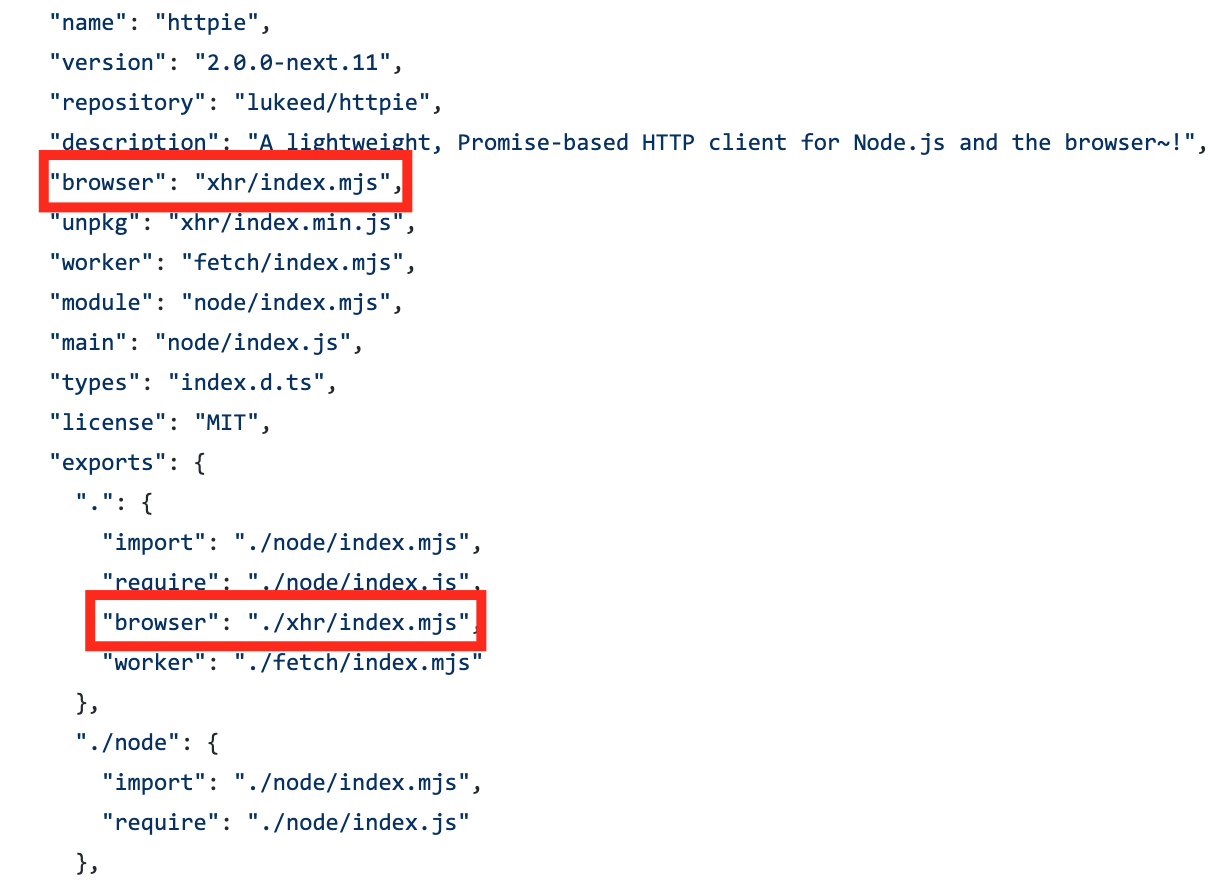 "name": "httpie",
"version": "2.0.0-next.11",
"repository": "lukeed/httpie",
"description": "A lightweight, Promise-based HTTP client for Node.js and the browser~!",
"browser": "xhr/index.mjs",
"unpkg": "xhr/index.min.js",
"worker": "fetch/index.mjs",
"module": "node/index.mjs",
"main": "node/index.js",
"types": "index.d.ts",
"license": "MIT",
"exports": {
".": {
"import": "./node/index.mjs",
"require": "./node/index.js",
"browser": "./xhr/index.mjs",
"worker": "./fetch/index.mjs"
},
"./node": {
"import": "./node/index.mjs",
"require": "./node/index.js"
},